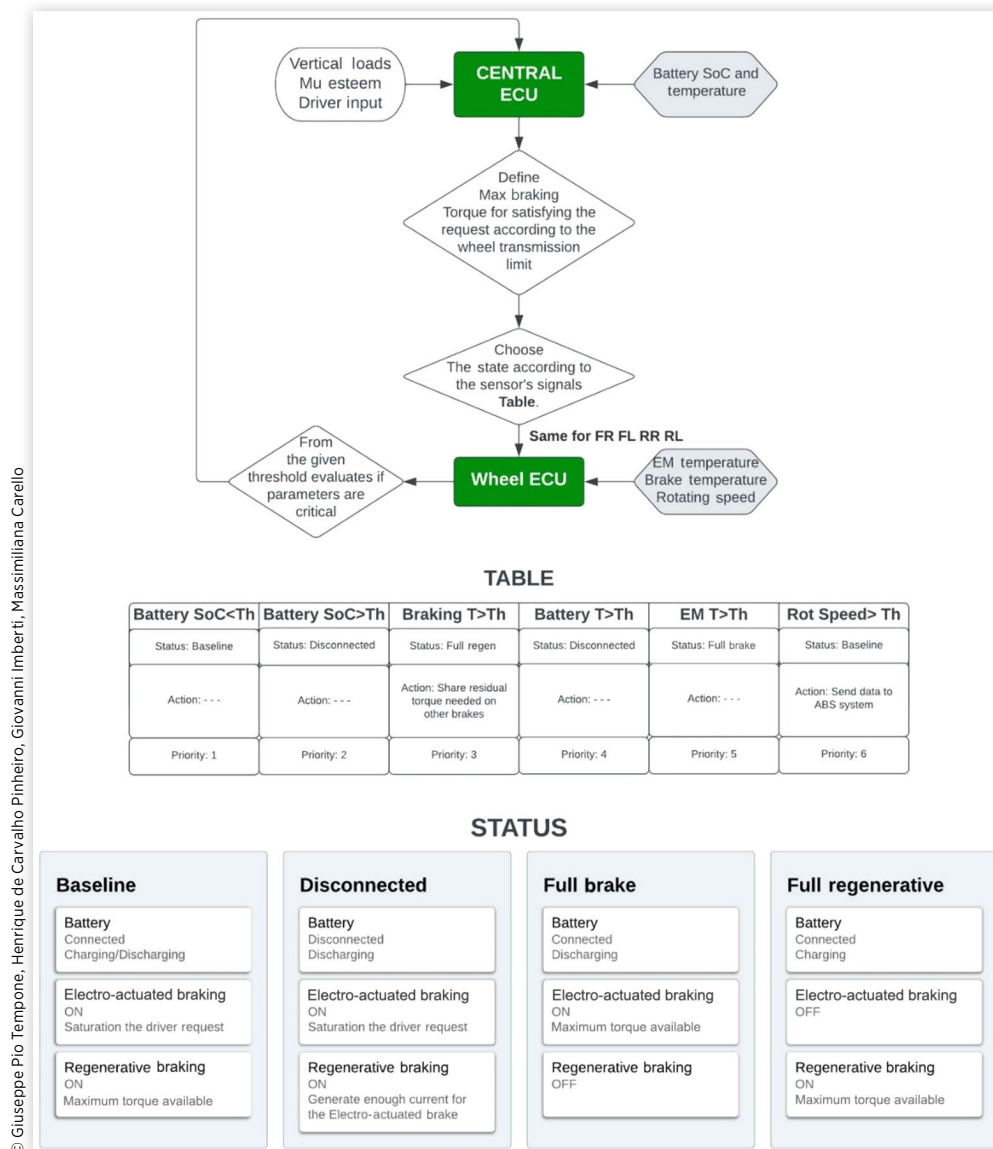 Vertical loads
Mu esteem
Driver input
CENTRAL
ECU
Battery SoC and
temperature
Define
Max braking
Torque for satisfying the
request according to the
wheel transmission
limit
Choose
The state according to
the sensor's signals
Table.
Same for FR FL RR RL
From
the given
threshold evaluates if
parameters are
critical
Wheel ECU
EM temperature
Brake temperature
Rotating speed
TABLE
Battery SoC<Th Battery SoC>Th Braking T>Th Battery T>Th EM T>Th Rot Speed> Th
Status: Baseline Status: Disconnected Status: Full regen Status: Disconnected Status: Full brake Status: Baseline
Action: - - - Action: - - - Action: Share residual torque needed on other brakes Action: - - - Action: - - - Action: Send data to ABS system
Priority: 1 Priority: 2 Priority: 3 Priority: 4 Priority: 5 Priority: 6
STATUS
Baseline
Battery
Connected
Charging/Discharging
Electro-actuated braking
ON
Saturation the driver request
Regenerative braking
ON
Maximum torque available
Disconnected
Battery
Disconnected
Discharging
Electro-actuated braking
ON
Saturation the driver request
Regenerative braking
ON
Generate enough current for
the Electro-actuated brake
Full brake
Battery
Connected
Discharging
Electro-actuated braking
ON
Maximum torque available
Regenerative braking
OFF
Full regenerative
Battery
Connected
Charging
Electro-actuated braking
OFF
Regenerative braking
ON
Maximum torque available
© Giuseppe Pio Tempone, Henrique de Carvalho Pinheiro, Giovanni Imberti, Massimiliana Carello